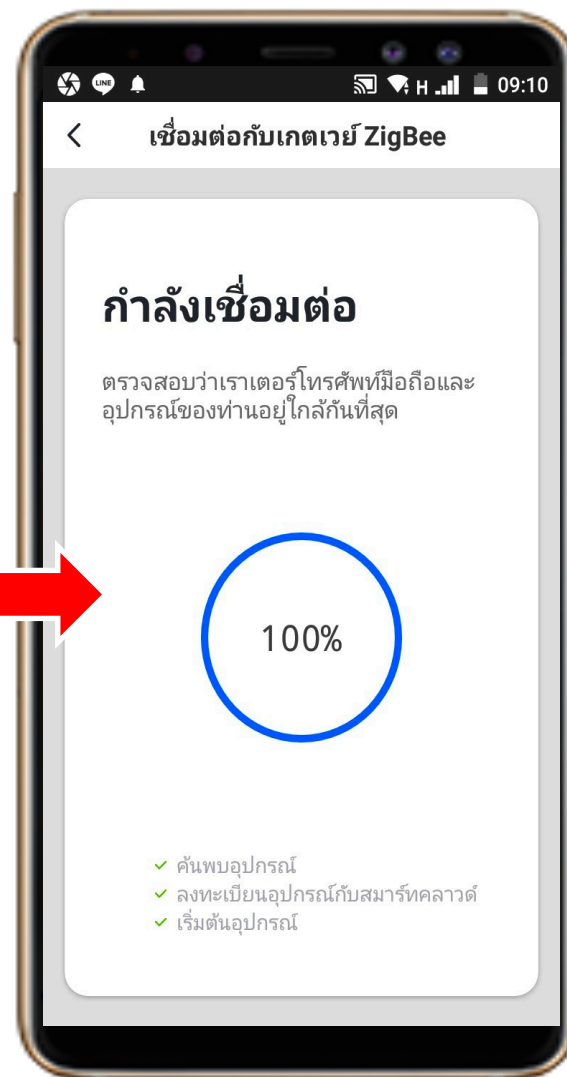 LINE H 09:10
เชื่อมต่อกับเกตเวย์ ZigBee
กำลังเชื่อมต่อ
ตรวจสอบว่าเราเตอร์โทรศัพท์มือถือและ
อุปกรณ์ของท่านอยู่ใกล้กันที่สุด
100%
ค้นพบอุปกรณ์
ลงทะเบียนอุปกรณ์กับสมาร์ทคลาวด์
เริ่มต้นอุปกรณ์